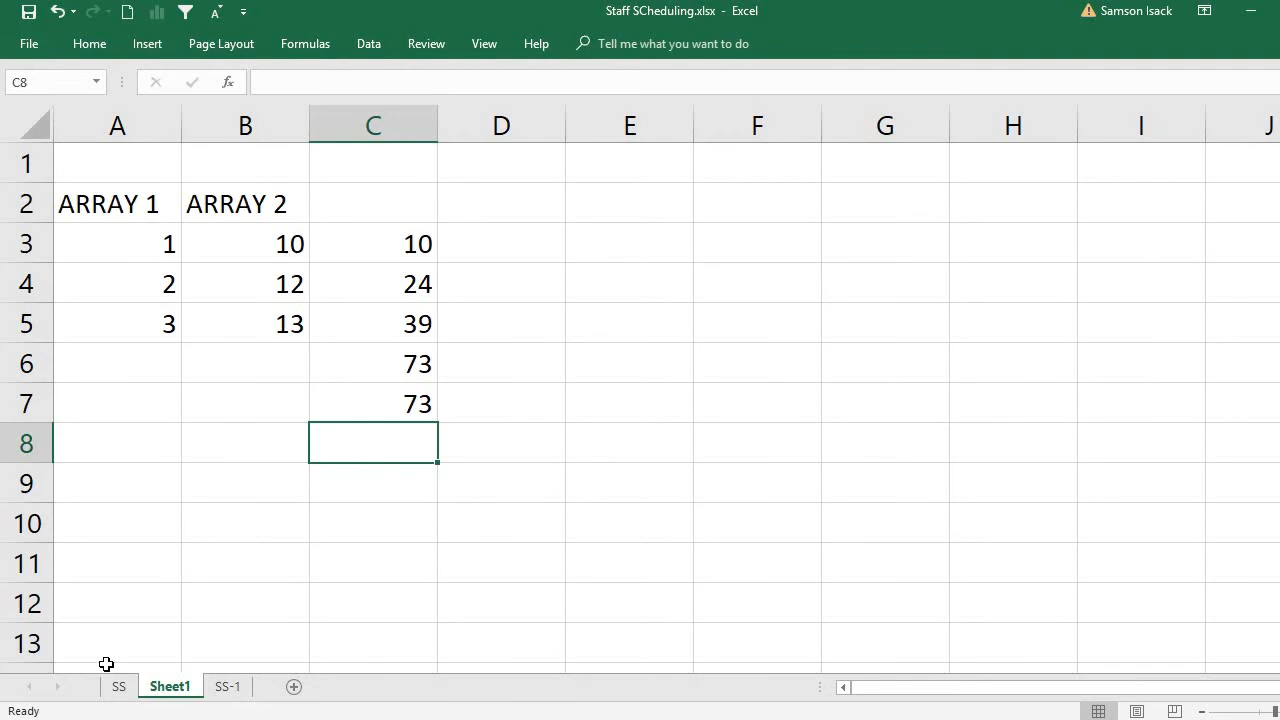 Staff SCheduling.xlsx - Excel
Samson Isack
File Home Insert Page Layout Formulas Data Review View Help Tell me what you want to do
C8 fx
A B C D E F G H I J
1
2 ARRAY 1 ARRAY 2
3 1 10 10
4 2 12 24
5 3 13 39
6 73
7 73
8
9
10
11
12
13
SS Sheet1 SS-1
Ready